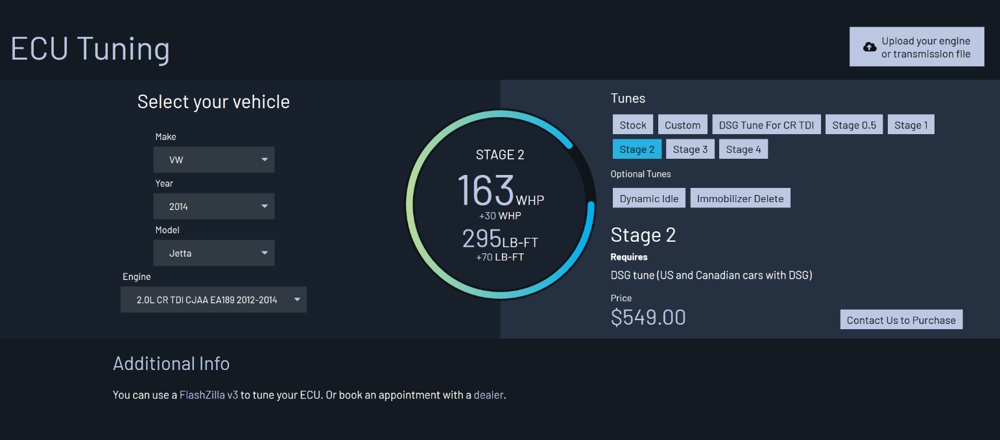 ECU Tuning
Upload your engine
or transmission file
Select your vehicle
Make
VW
Year
2014
Model
Jetta
Engine
2.0L CR TDI CJAA EA189 2012-2014
STAGE 2
163WHP
+30 WHP
295LB-FT
+70 LB-FT
Tunes
Stock Custom DSG Tune For CR TDI Stage 0.5 Stage 1
Stage 2 Stage 3 Stage 4
Optional Tunes
Dynamic Idle Immobilizer Delete
Stage 2
Requires
DSG tune (US and Canadian cars with DSG)
Price
$549.00
Contact Us to Purchase
Additional Info
You can use a FlashZilla v3 to tune your ECU. Or book an appointment with a dealer.